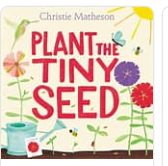 Christie Matheson
PLANT THE
TINY
SEED